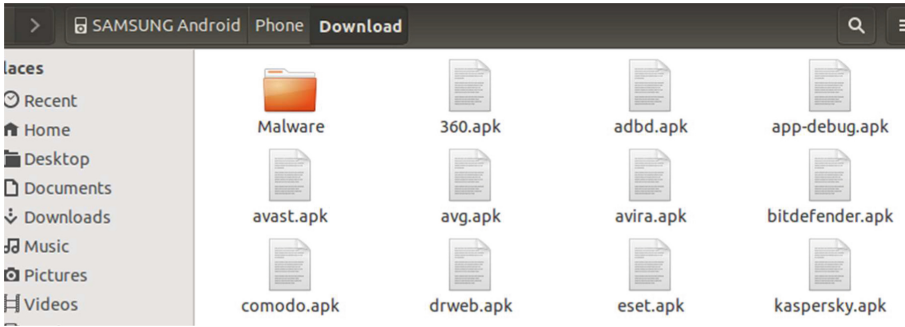 SAMSUNG Android Phone Download
laces
Recent
Home
Desktop
Documents
Downloads
Music
Pictures
Videos
Malware 360.apk adbd.apk app-debug.apk
avast.apk avg.apk avira.apk bitdefender.apk
comodo.apk drweb.apk eset.apk kaspersky.apk